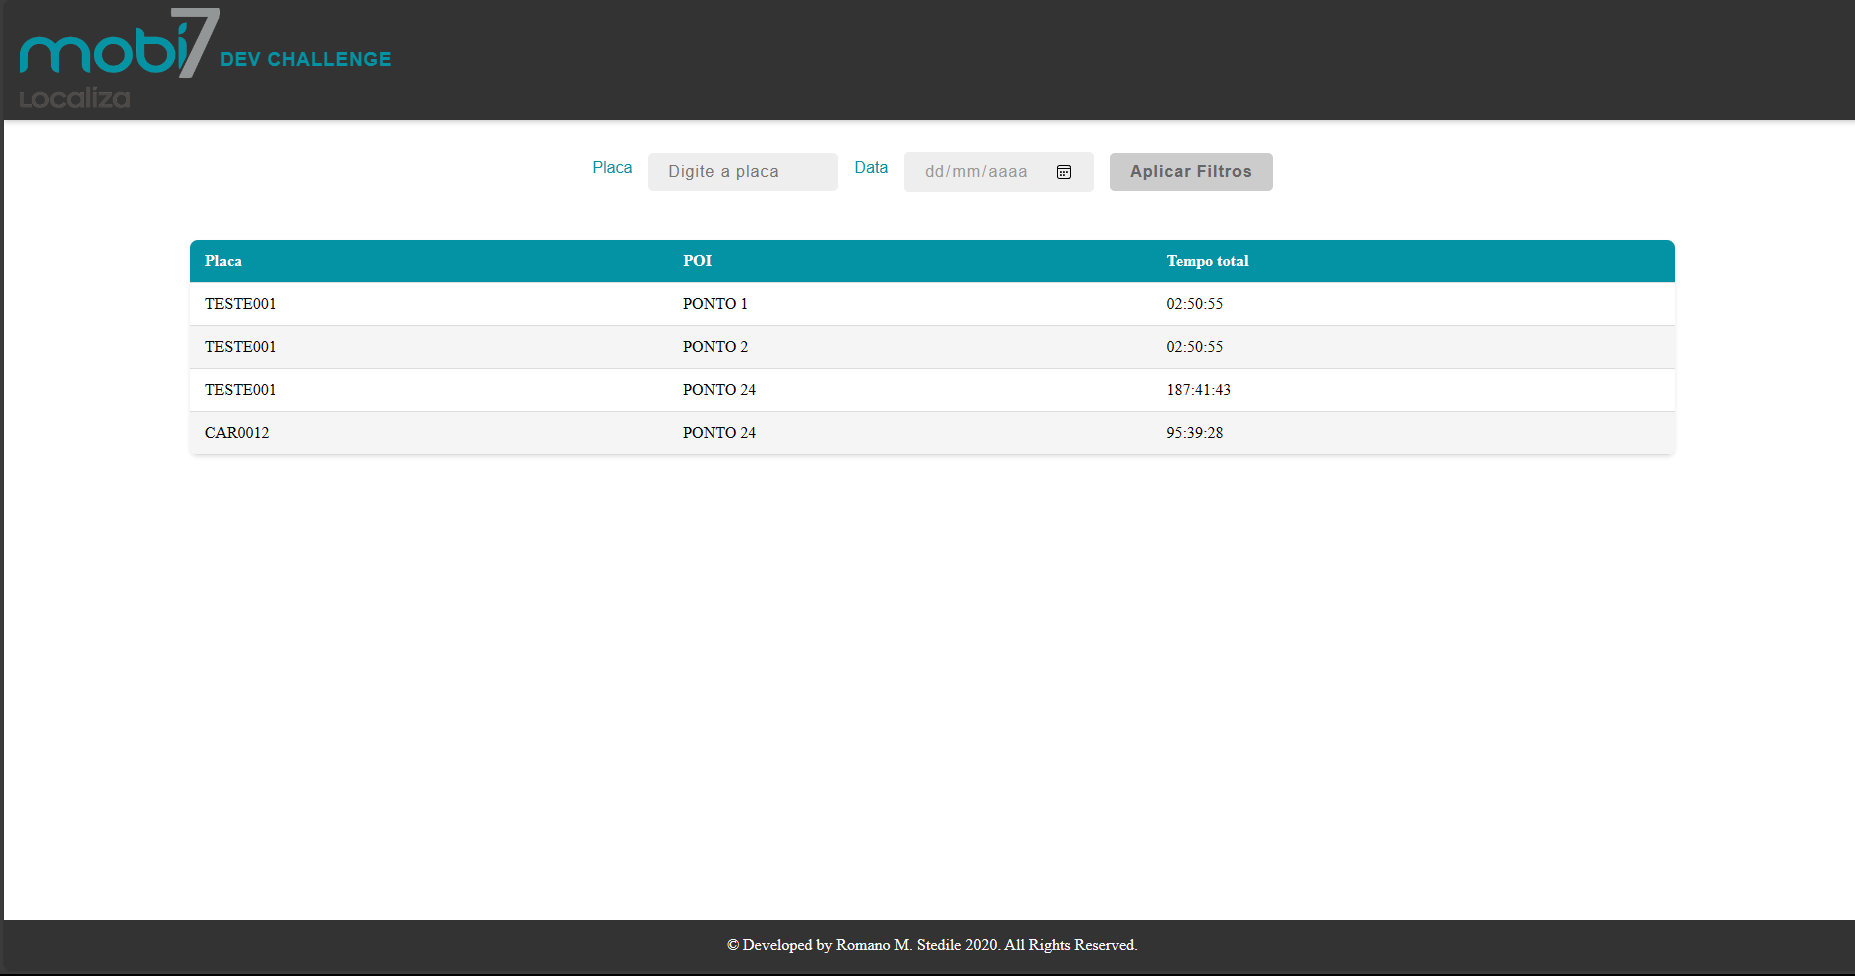 mobi7 DEV CHALLENGE
Localiza
Placa Digite a placa Data dd/mm/aaaa Aplicar Filtros
Placa POI Tempo total
TESTE001 PONTO 1 02:50:55
TESTE001 PONTO 2 02:50:55
TESTE001 PONTO 24 187:41:43
CAR0012 PONTO 24 95:39:28
© Developed by Romano M. Stedile 2020. All Rights Reserved.